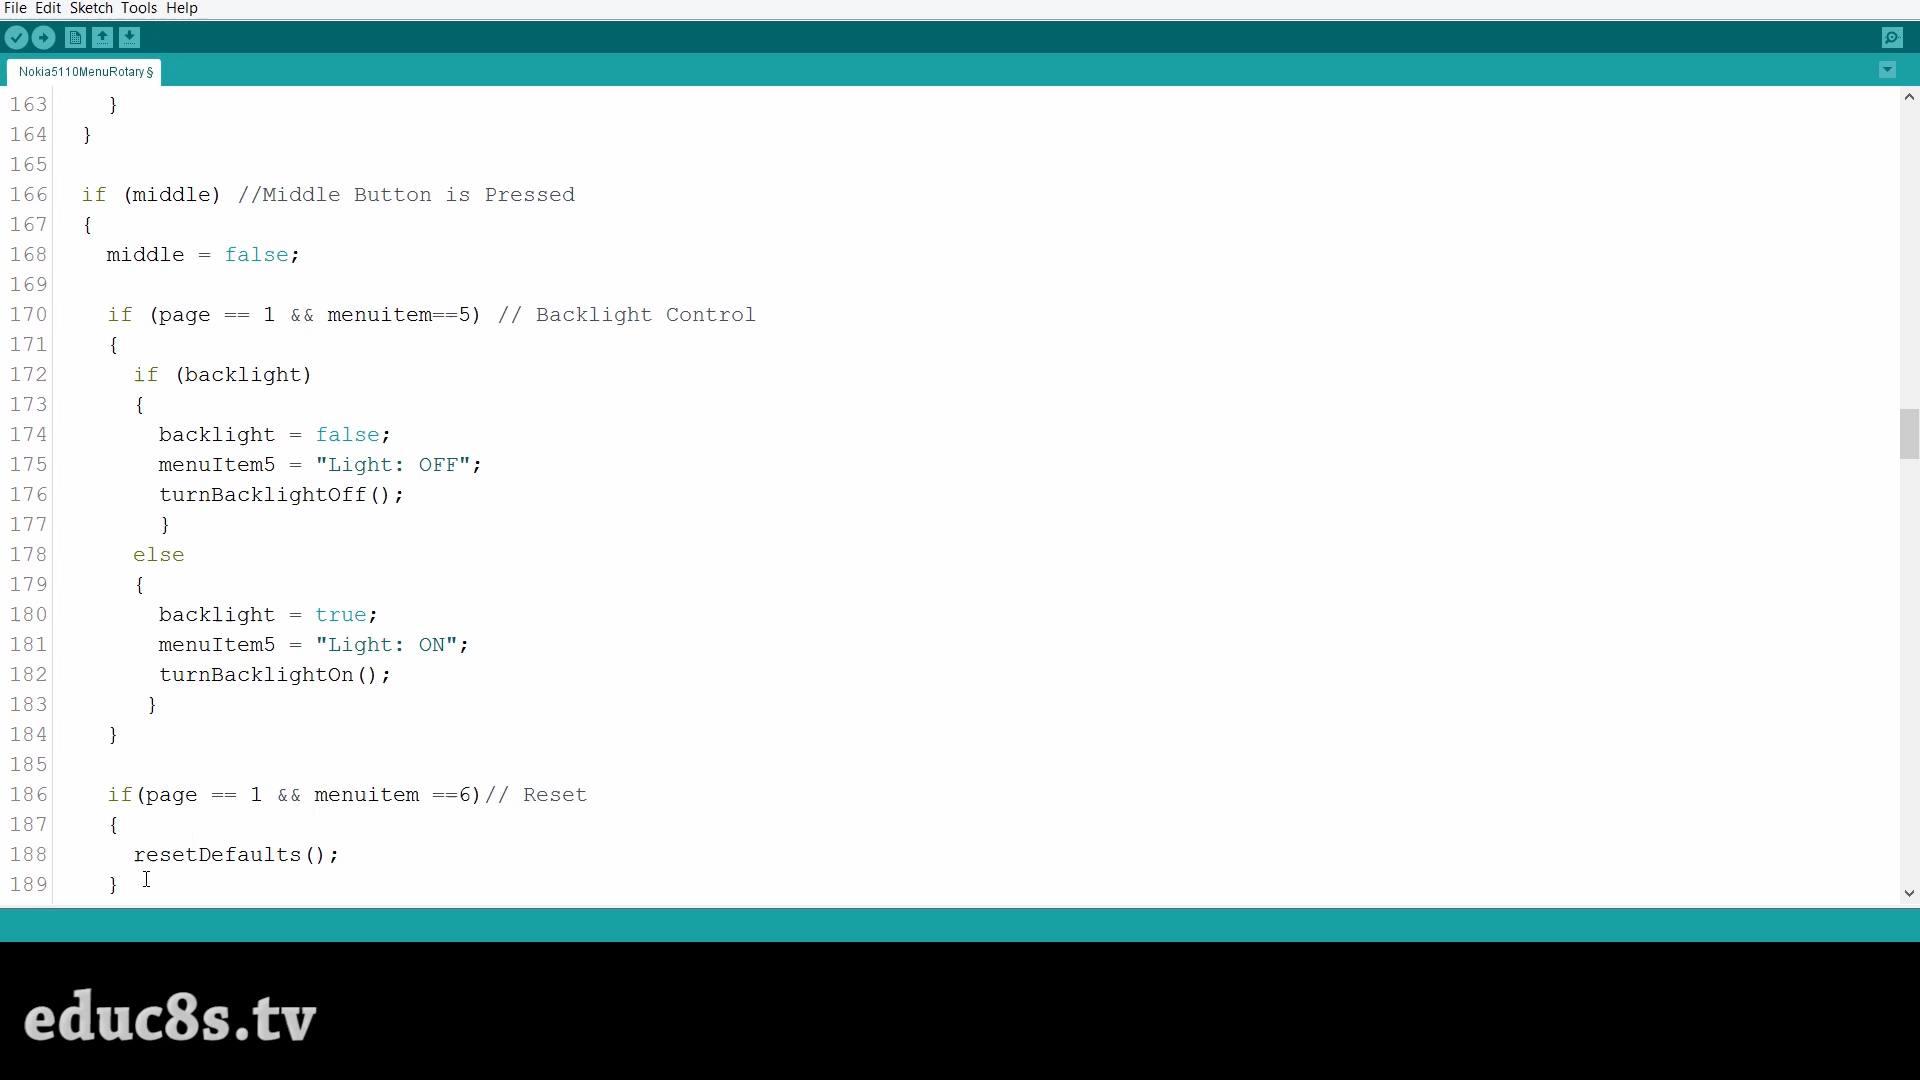 File Edit Sketch Tools Help
Nokia5110MenuRotary §
163 }
164 }
165
166 if (middle) //Middle Button is Pressed
167 {
168 middle = false;
169
170 if (page == 1 && menuitem==5) // Backlight Control
171 {
172 if (backlight)
173 {
174 backlight = false;
175 menuItem5 = "Light: OFF";
176 turnBacklightOff();
177 }
178 else
179 {
180 backlight = true;
181 menuItem5 = "Light: ON";
182 turnBacklightOn();
183 }
184 }
185
186 if(page == 1 && menuitem ==6)// Reset
187 {
188 resetDefaults();
189 }
educ8s.tv